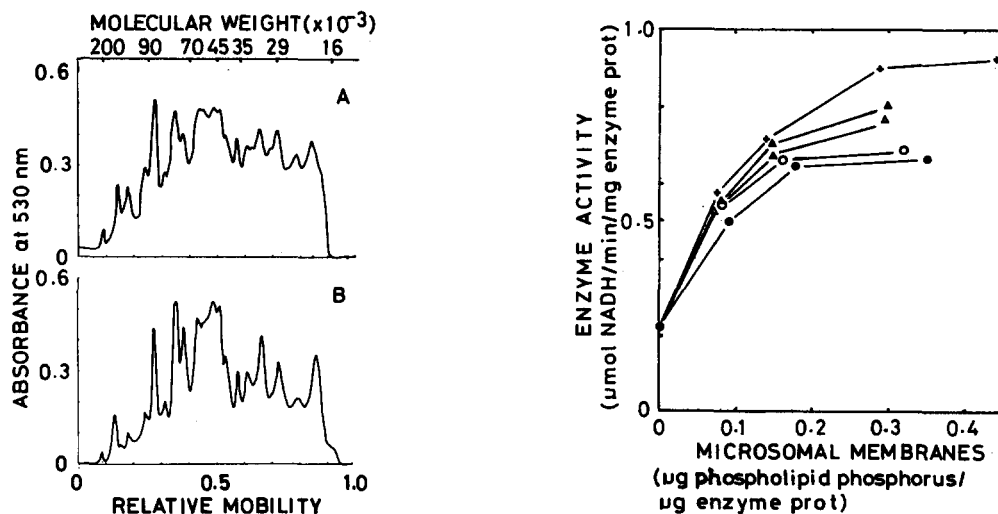 MOLECULAR WEIGHT(x10⁻³)
200 90 70 45 35 29 16
0.6
A
0.3
0
0.6
B
0.3
0
0 0.5 1.0
RELATIVE MOBILITY
ABSORBANCE at 530 nm
1.0
0.5
0
0 0.1 0.2 0.3 0.4
ENZYME ACTIVITY
(µmol NADH/min/mg enzyme prot)
MICROSOMAL MEMBRANES
(µg phospholipid phosphorus/
µg enzyme prot)